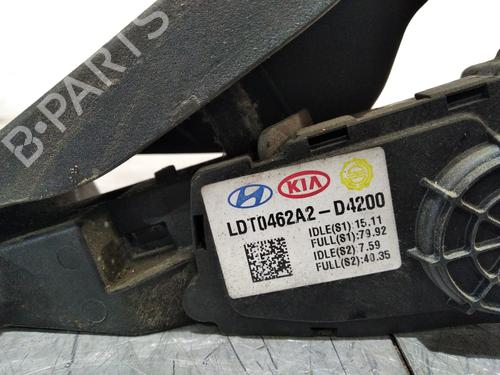 B-PARTS
KIA
LDT0462A2-D4200
IDLE(S1):15.11
FULL(S1):79.92
IDLE(S2):7.59
FULL(S2):40.35